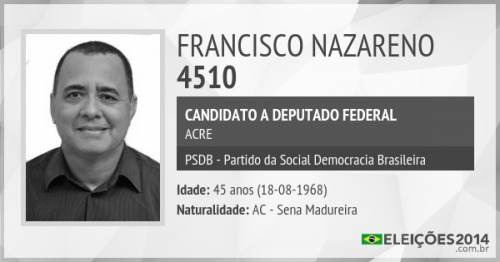 FRANCISCO NAZARENO
4510
CANDIDATO A DEPUTADO FEDERAL
ACRE
PSDB - Partido da Social Democracia Brasileira
Idade: 45 anos (18-08-1968)
Naturalidade: AC - Sena Madureira
ELEIÇÕES2014
.com.br